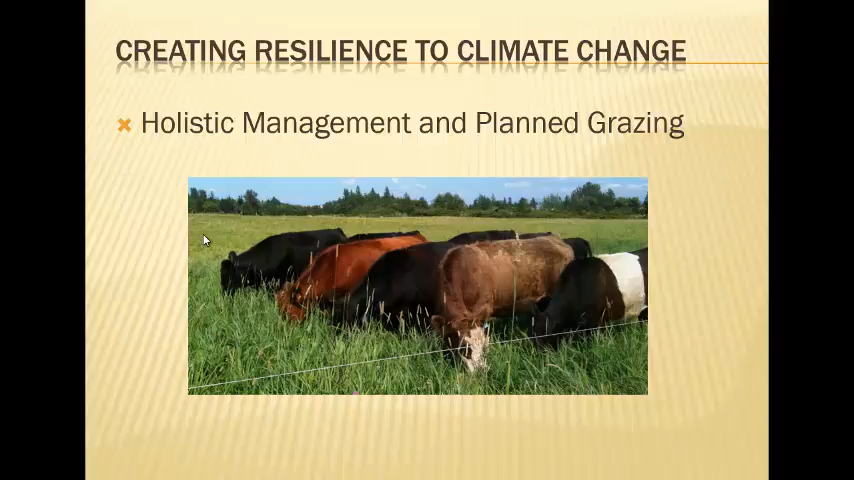 CREATING RESILIENCE TO CLIMATE CHANGE
Holistic Management and Planned Grazing